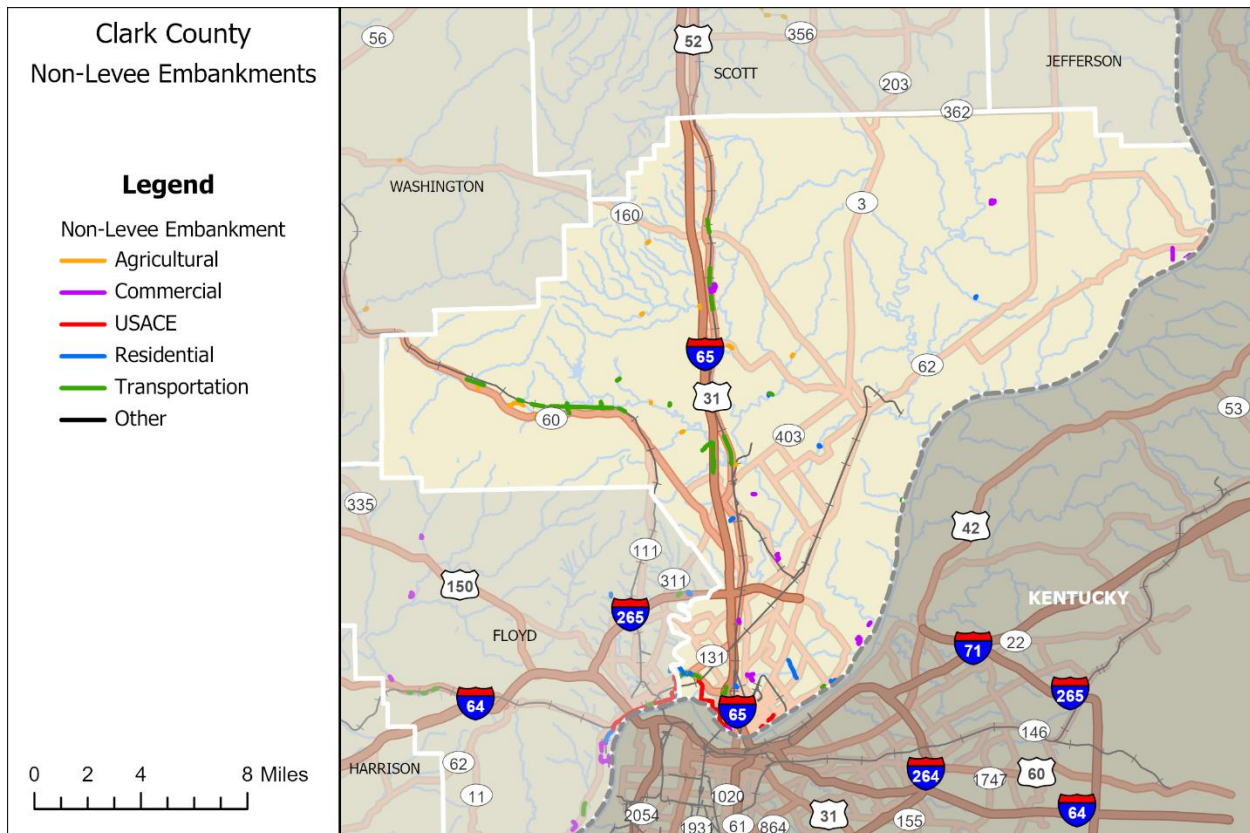 Clark County
Non-Levee Embankments
Legend
Non-Levee Embankment
Agricultural
Commercial
USACE
Residential
Transportation
Other
0 2 4 8 Miles
56
52
356
SCOTT
JEFFERSON
203
362
WASHINGTON
160
3
65
62
31
53
60
403
335
42
111
311
150
KENTUCKY
265
FLOYD
22
71
131
64
265
65
146
HARRISON
62
264
1747
60
11
1020
2054
31
64
1931
61
864
155